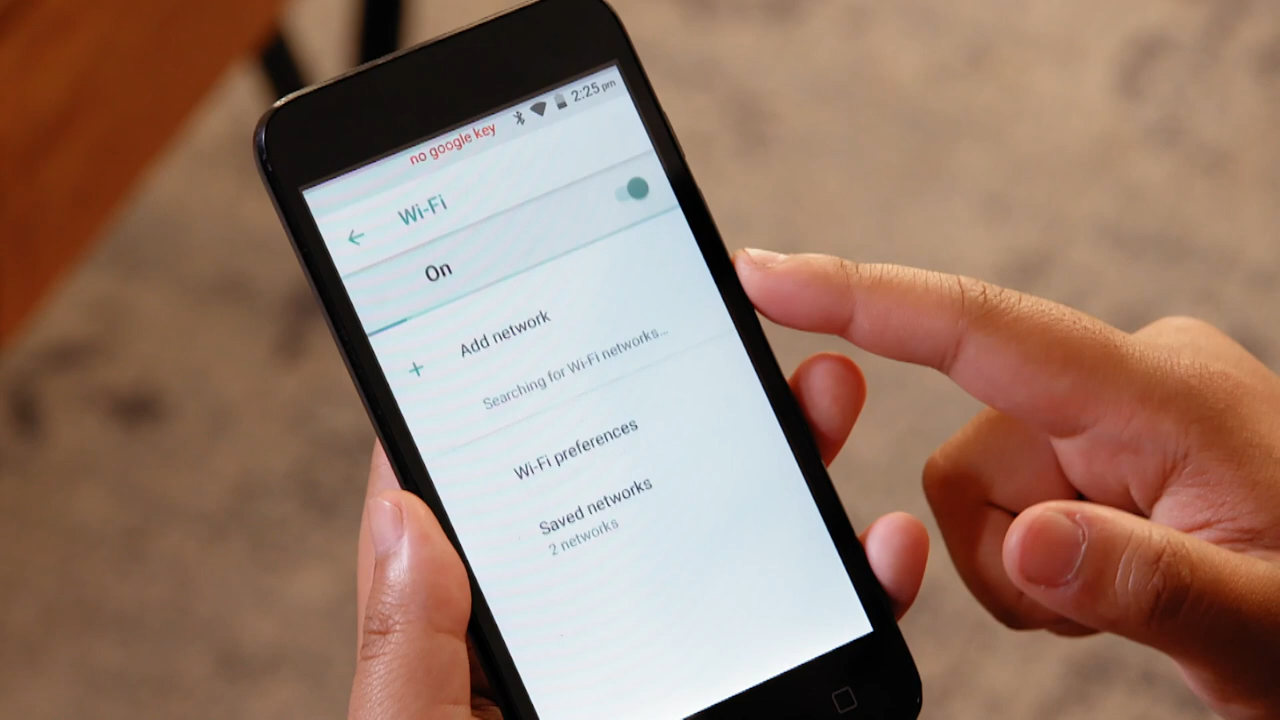 no google key 2:25 pm
Wi-Fi
On
Add network
Searching for Wi-Fi networks...
Wi-Fi preferences
Saved networks
2 networks